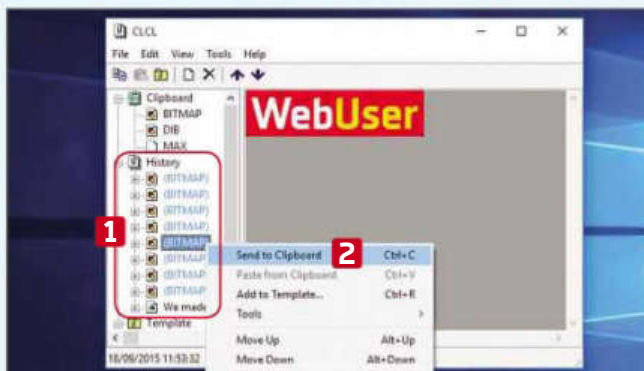 CLCL
File Edit View Tools Help
Clipboard
BITMAP
DIB
MAX
History
(BITMAP)
(BITMAP)
(BITMAP)
(BITMAP)
(BITMAP)
(BITMAP)
(BITMAP)
(BITMAP)
We made
Template
18/09/2015 11:53:32
WebUser
1
2
Send to Clipboard Ctrl+C
Paste from Clipboard Ctrl+V
Add to Template... Ctrl+R
Tools
Move Up Alt+Up
Move Down Alt+Down